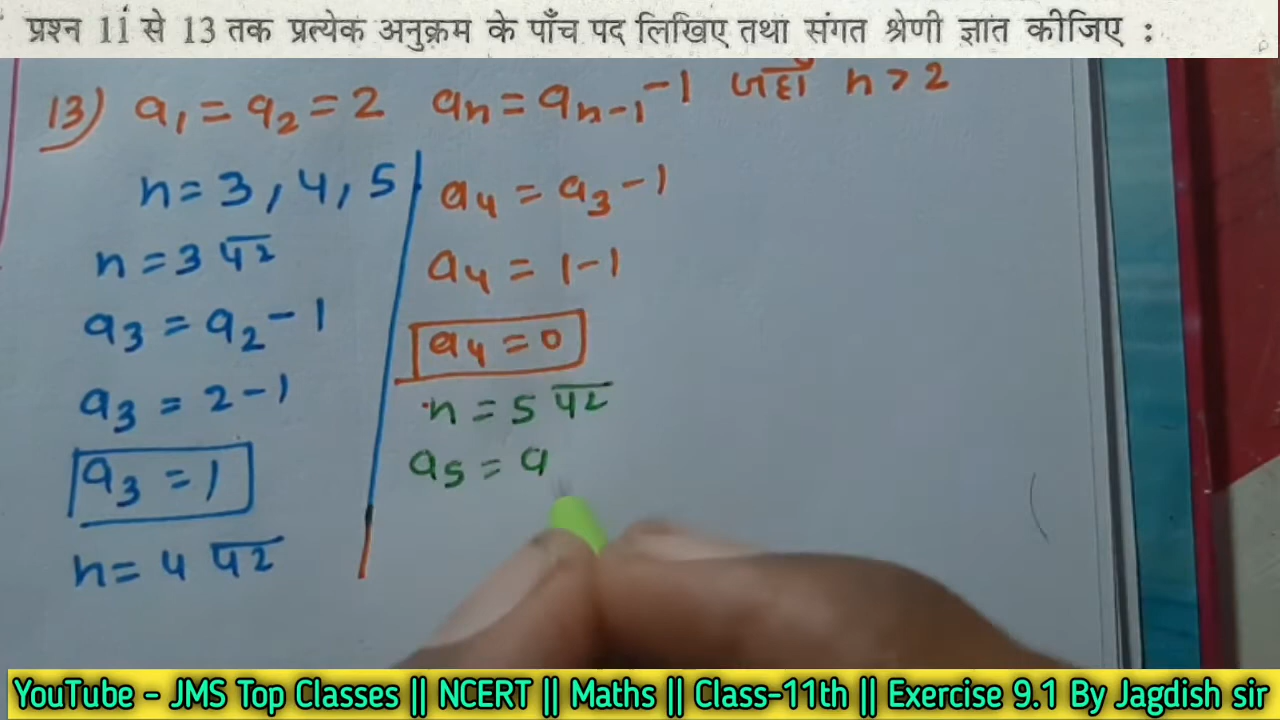 प्रश्न 11 से 13 तक प्रत्येक अनुक्रम के पाँच पद लिखिए तथा संगत श्रेणी ज्ञात कीजिए :
13) a₁ = a₂ = 2 aₙ = aₙ₋₁ - 1 जहाँ n > 2
n = 3, 4, 5
n = 3 पर
a₃ = a₂ - 1
a₃ = 2 - 1
a₃ = 1
n = 4 पर
a₄ = a₃ - 1
a₄ = 1 - 1
a₄ = 0
n = 5 पर
a₅ = a
YouTube - JMS Top Classes || NCERT || Maths || Class-11th || Exercise 9.1 By Jagdish sir